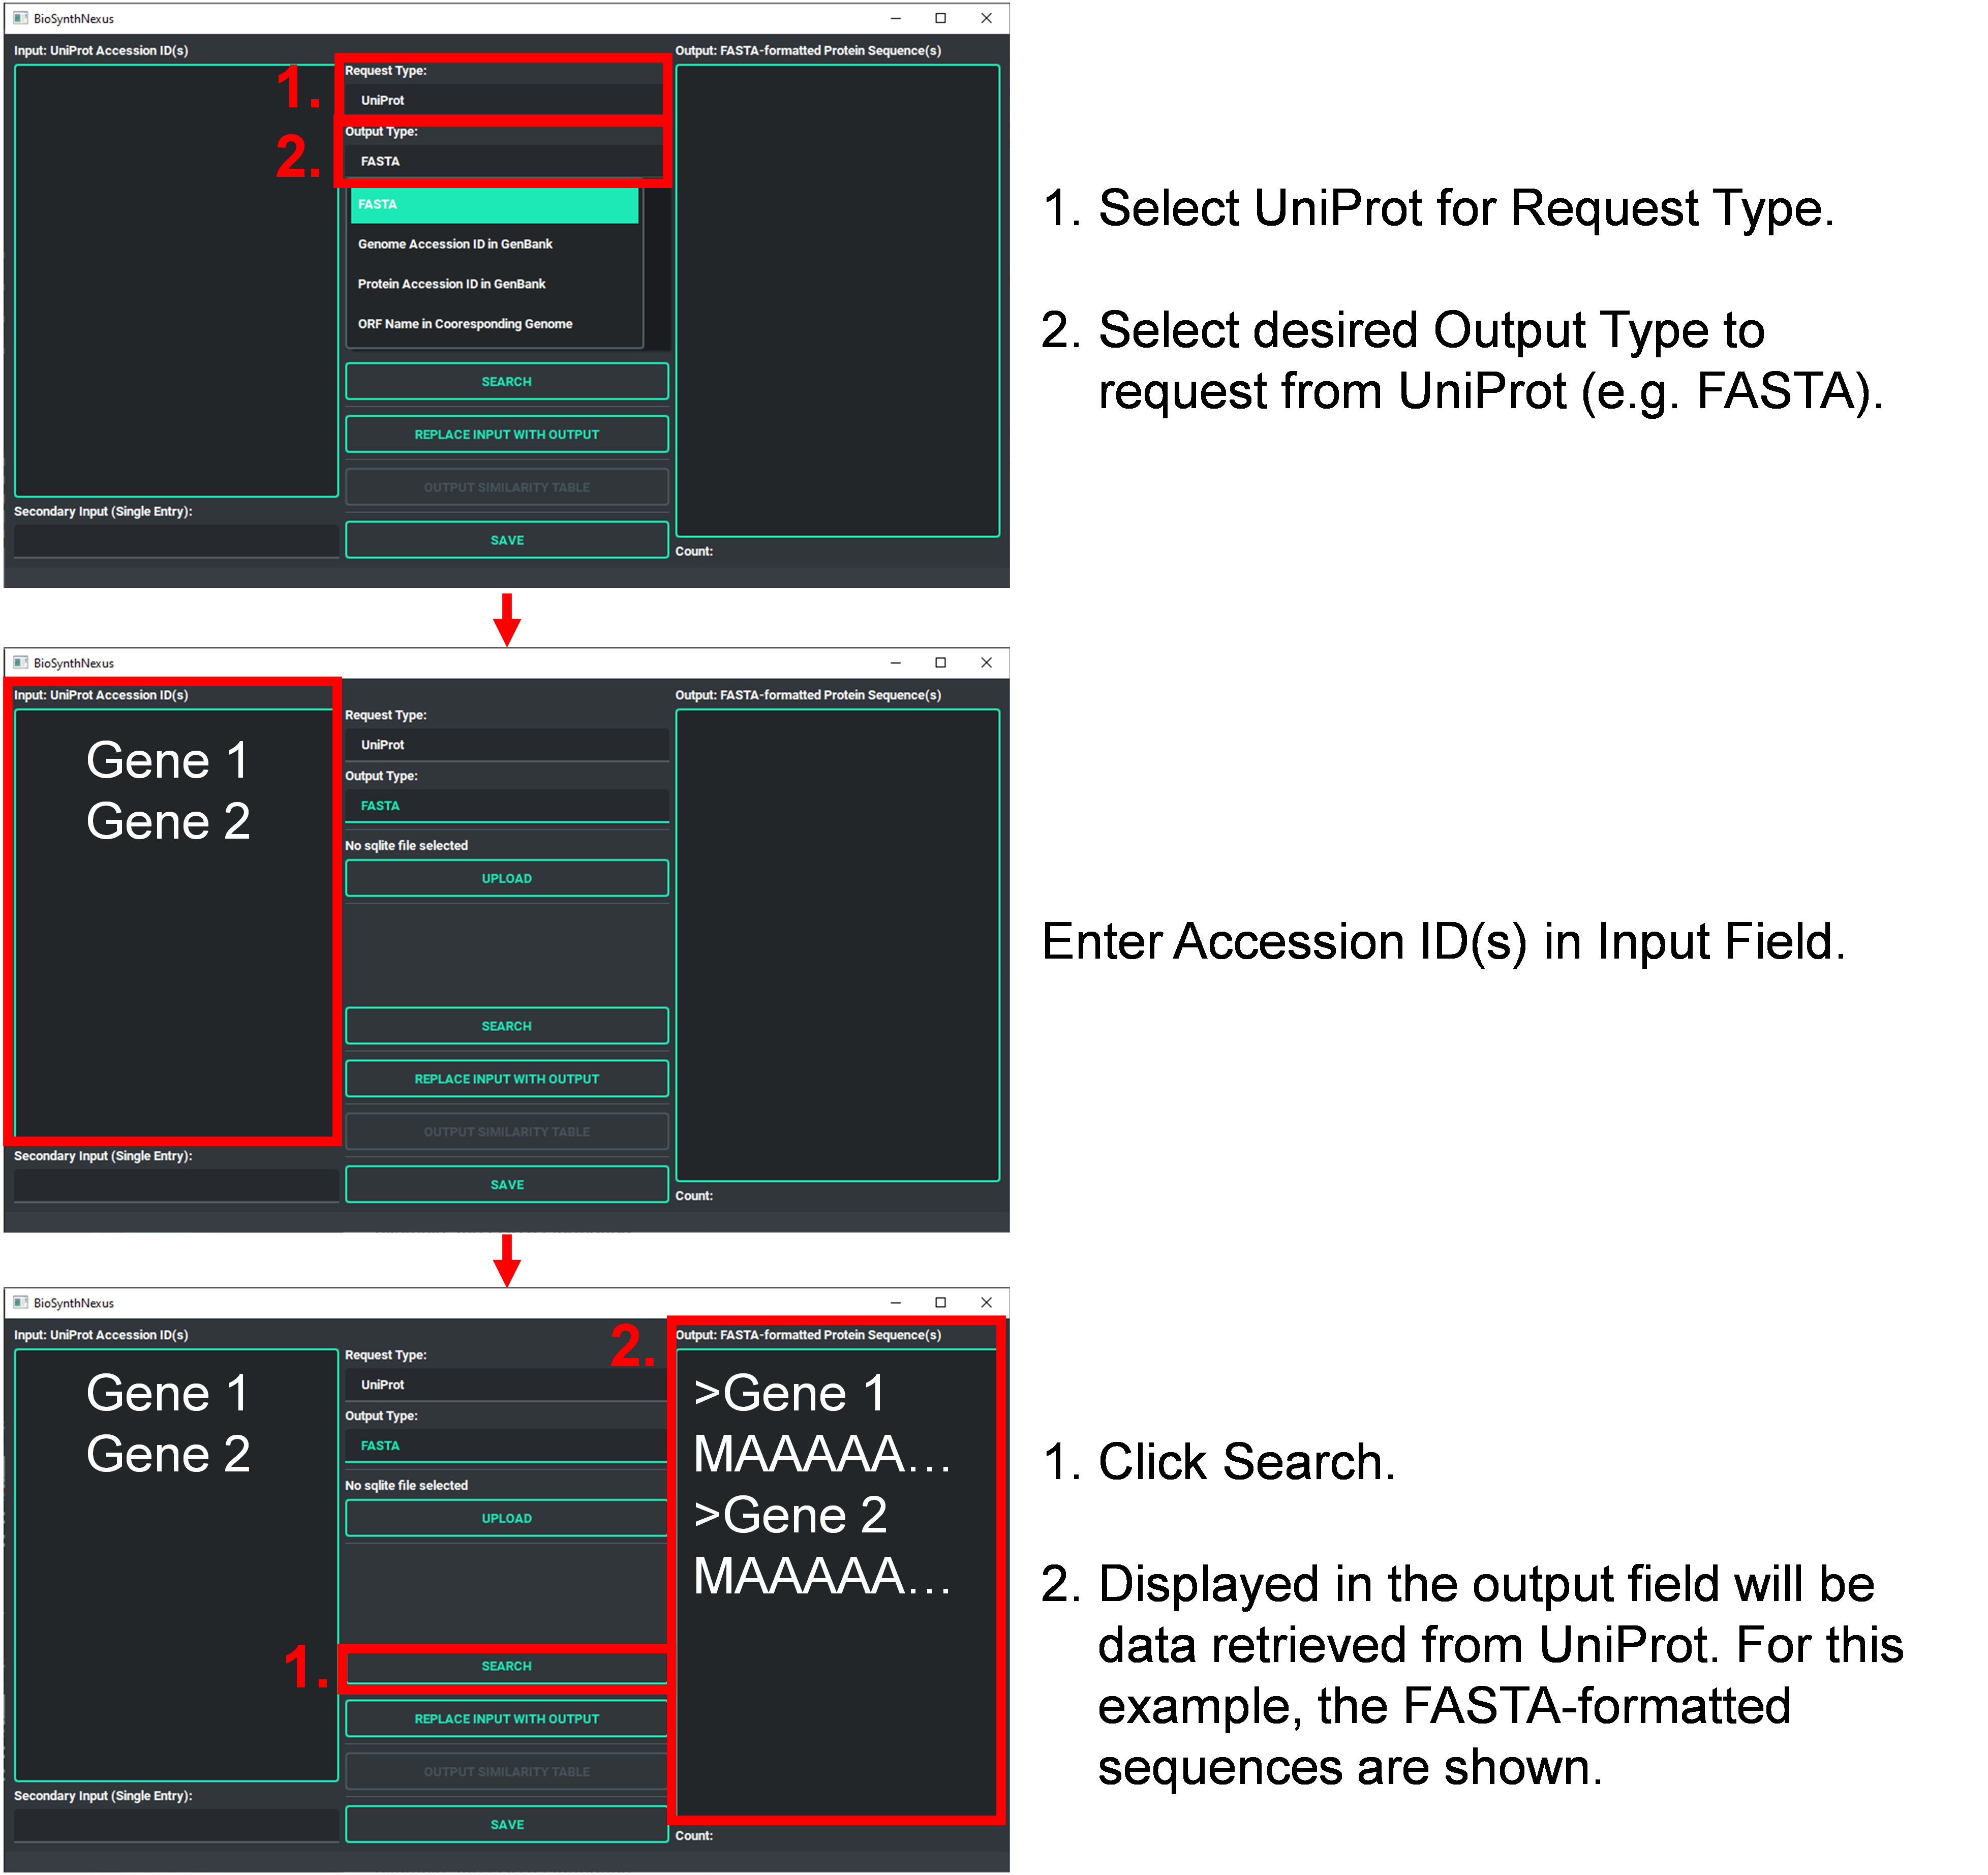 BioSynthNexus
Input: UniProt Accession ID(s)
1.
2.
Request Type:
UniProt
Output Type:
FASTA
FASTA
Genome Accession ID in GenBank
Protein Accession ID in GenBank
ORF Name in Cooresponding Genome
SEARCH
REPLACE INPUT WITH OUTPUT
OUTPUT SIMILARITY TABLE
SAVE
Secondary Input (Single Entry):
Output: FASTA-formatted Protein Sequence(s)
Count:
1. Select UniProt for Request Type.
2. Select desired Output Type to
request from UniProt (e.g. FASTA).
BioSynthNexus
Input: UniProt Accession ID(s)
Gene 1
Gene 2
Secondary Input (Single Entry):
Request Type:
UniProt
Output Type:
FASTA
No sqlite file selected
UPLOAD
SEARCH
REPLACE INPUT WITH OUTPUT
OUTPUT SIMILARITY TABLE
SAVE
Output: FASTA-formatted Protein Sequence(s)
Count:
Enter Accession ID(s) in Input Field.
BioSynthNexus
Input: UniProt Accession ID(s)
Gene 1
Gene 2
Secondary Input (Single Entry):
Request Type:
UniProt
Output Type:
FASTA
No sqlite file selected
UPLOAD
1.
SEARCH
REPLACE INPUT WITH OUTPUT
OUTPUT SIMILARITY TABLE
SAVE
2.
Output: FASTA-formatted Protein Sequence(s)
>Gene 1
MAAAAA...
>Gene 2
MAAAAA...
Count:
1. Click Search.
2. Displayed in the output field will be
data retrieved from UniProt. For this
example, the FASTA-formatted
sequences are shown.